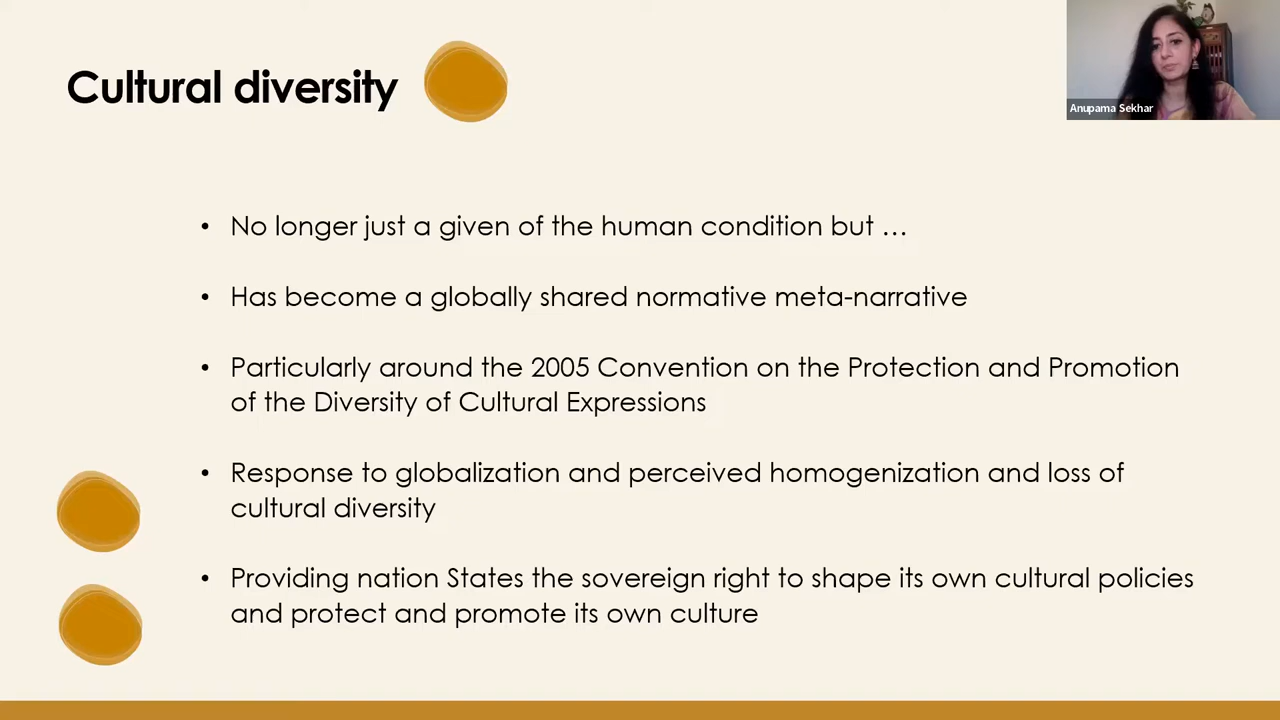 Cultural diversity
Anupama Sekhar
• No longer just a given of the human condition but …
• Has become a globally shared normative meta-narrative
• Particularly around the 2005 Convention on the Protection and Promotion
of the Diversity of Cultural Expressions
• Response to globalization and perceived homogenization and loss of
cultural diversity
• Providing nation States the sovereign right to shape its own cultural policies
and protect and promote its own culture